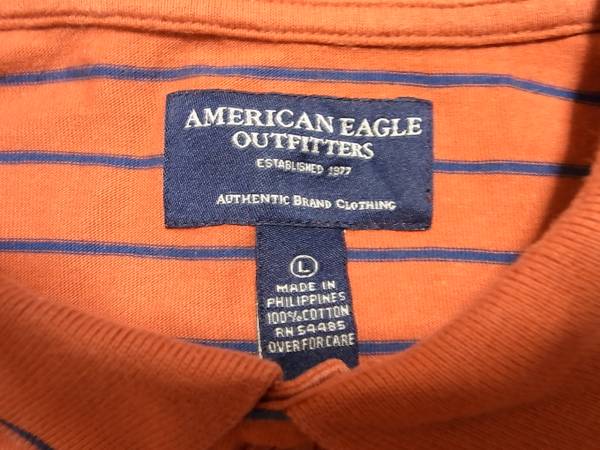 AMERICAN EAGLE
OUTFITTERS
ESTABLISHED 1977
AUTHENTIC BRAND CLOTHING
L
MADE IN
PHILIPPINES
100% COTTON
RN 54485
OVER FOR CARE